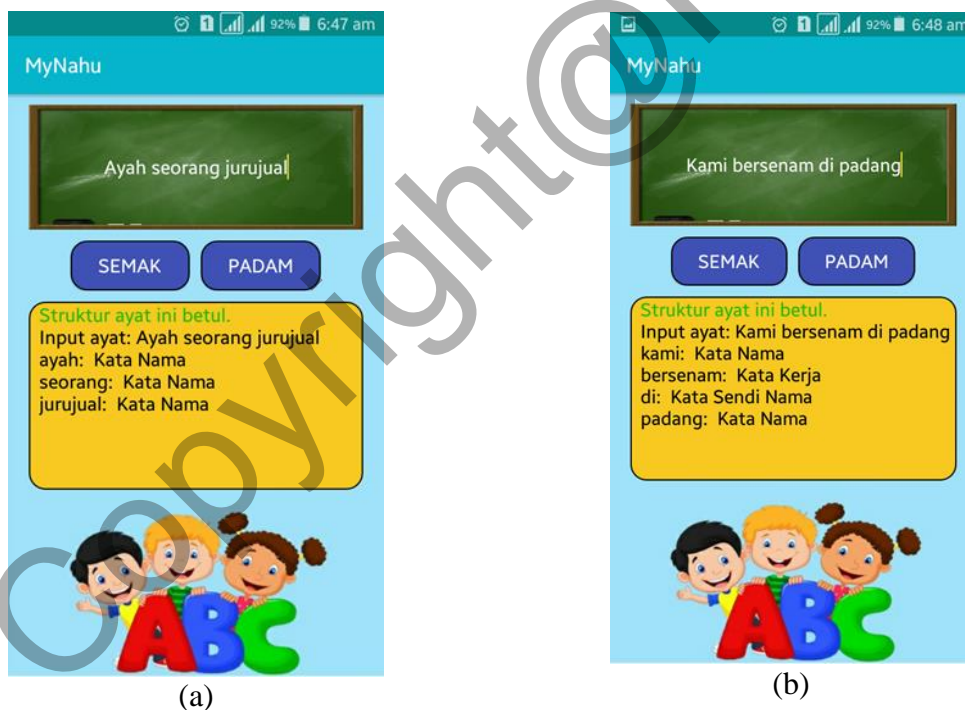 92% 6:47 am
MyNahu
Ayah seorang jurujual
SEMAK PADAM
Struktur ayat ini betul.
Input ayat: Ayah seorang jurujual
ayah: Kata Nama
seorang: Kata Nama
jurujual: Kata Nama
ABC
(a)
92% 6:48 am
MyNahu
Kami bersenam di padang
SEMAK PADAM
Struktur ayat ini betul.
Input ayat: Kami bersenam di padang
kami: Kata Nama
bersenam: Kata Kerja
di: Kata Sendi Nama
padang: Kata Nama
ABC
(b)
Copyright@